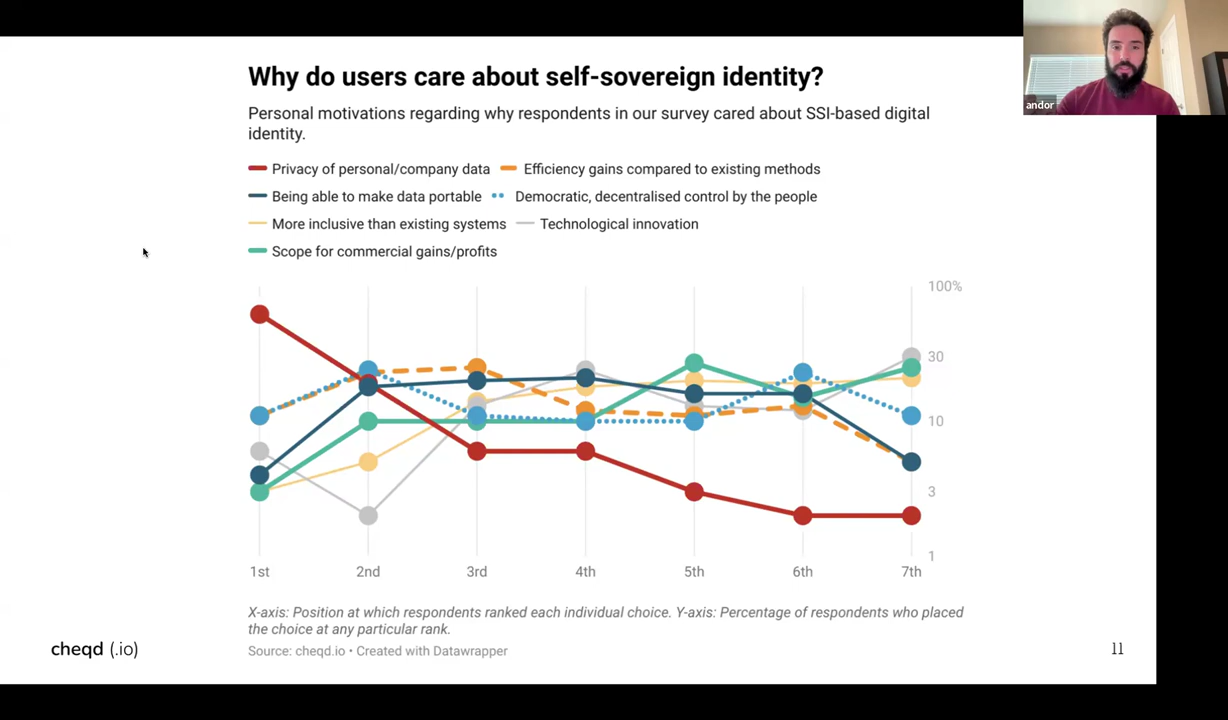 Why do users care about self-sovereign identity?
andor
Personal motivations regarding why respondents in our survey cared about SSI-based digital
identity.
Privacy of personal/company data Efficiency gains compared to existing methods
Being able to make data portable Democratic, decentralised control by the people
More inclusive than existing systems Technological innovation
Scope for commercial gains/profits
100%
30
10
3
1
1st 2nd 3rd 4th 5th 6th 7th
X-axis: Position at which respondents ranked each individual choice. Y-axis: Percentage of respondents who placed
the choice at any particular rank.
cheqd (.io)
Source: cheqd.io • Created with Datawrapper
11